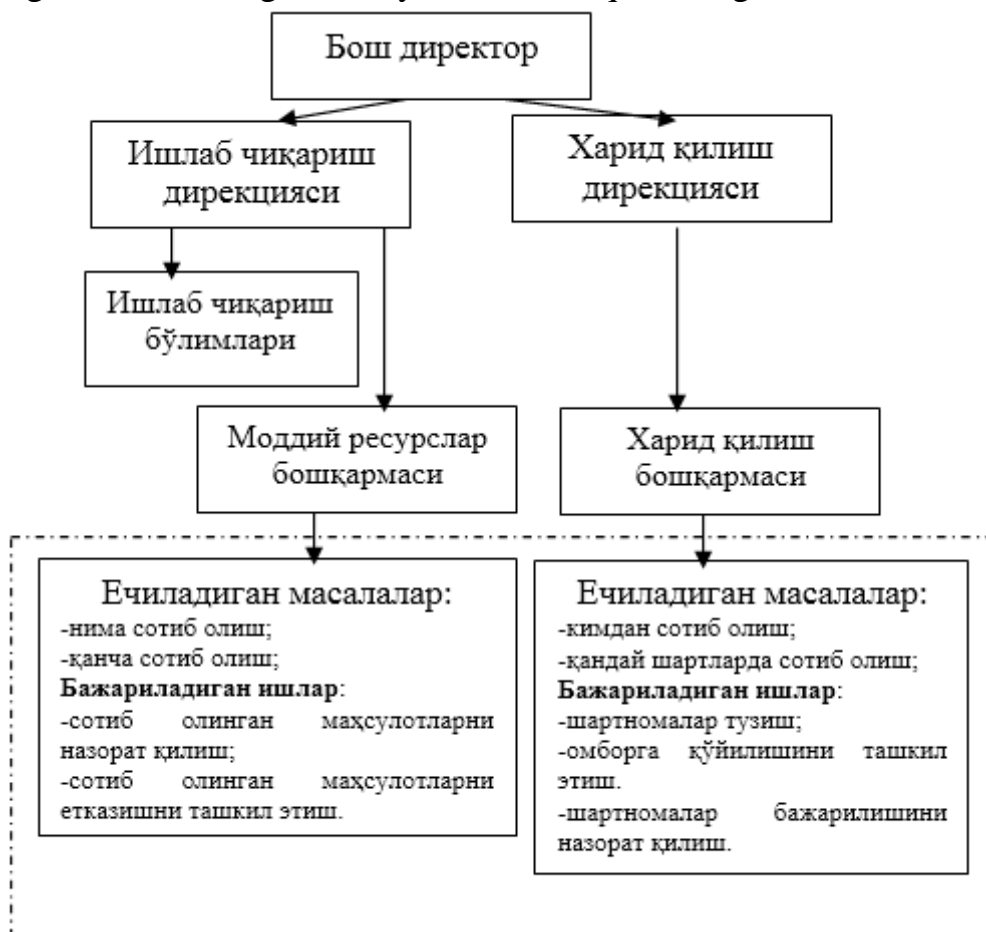 Бош директор
Ишлаб чиқариш
дирекцияси
Харид қилиш
дирекцияси
Ишлаб чиқариш
бўлимлари
Моддий ресурслар
бошқармаси
Харид қилиш
бошқармаси
Ечиладиган масалалар:
-нима сотиб олиш;
-қанча сотиб олиш;
Бажариладиган ишлар:
-сотиб олинган маҳсулотларни
назорат қилиш;
-сотиб олинган маҳсулотларни
етказишни ташкил этиш.
Ечиладиган масалалар:
-кимдан сотиб олиш;
-қандай шартларда сотиб олиш;
Бажариладиган ишлар:
-шартномалар тузиш;
-омборга қўйилишини ташкил
этиш.
-шартномалар бажарилишини
назорат қилиш.